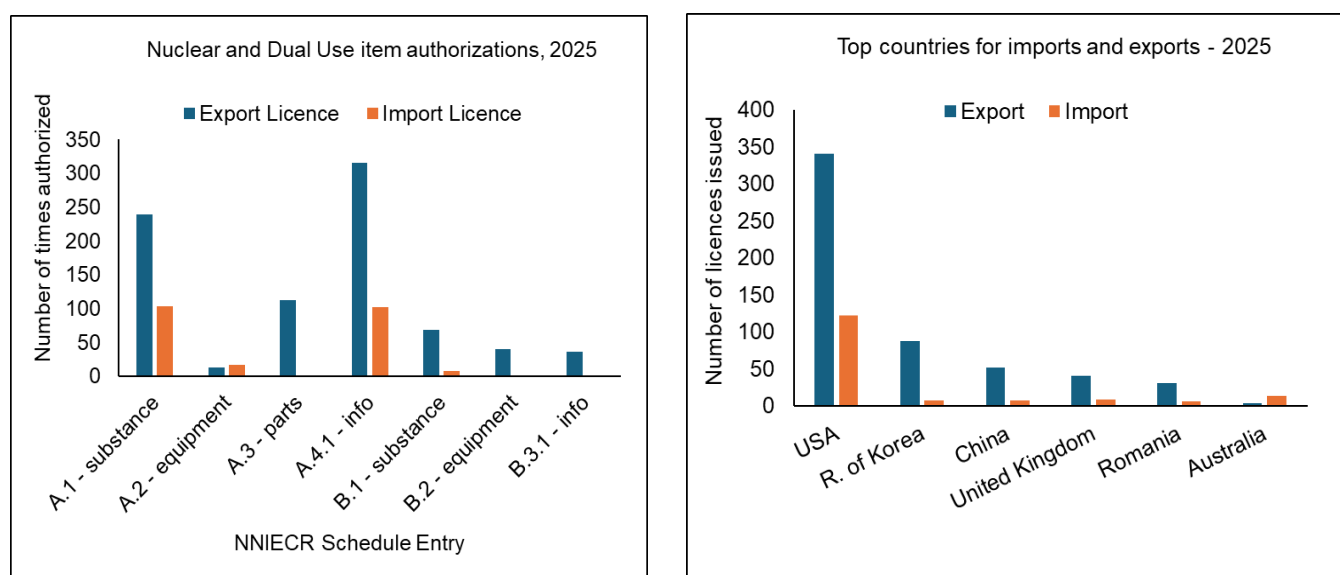 Nuclear and Dual Use item authorizations, 2025
Export Licence
Import Licence
Number of times authorized
350
300
250
200
150
100
50
0
A.1 - substance
A.2 - equipment
A.3 - parts
A.4.1 - info
B.1 - substance
B.2 - equipment
B.3.1 - info
NNIECR Schedule Entry
Top countries for imports and exports - 2025
Export
Import
Number of licences issued
400
350
300
250
200
150
100
50
0
USA
R. of Korea
China
United Kingdom
Romania
Australia